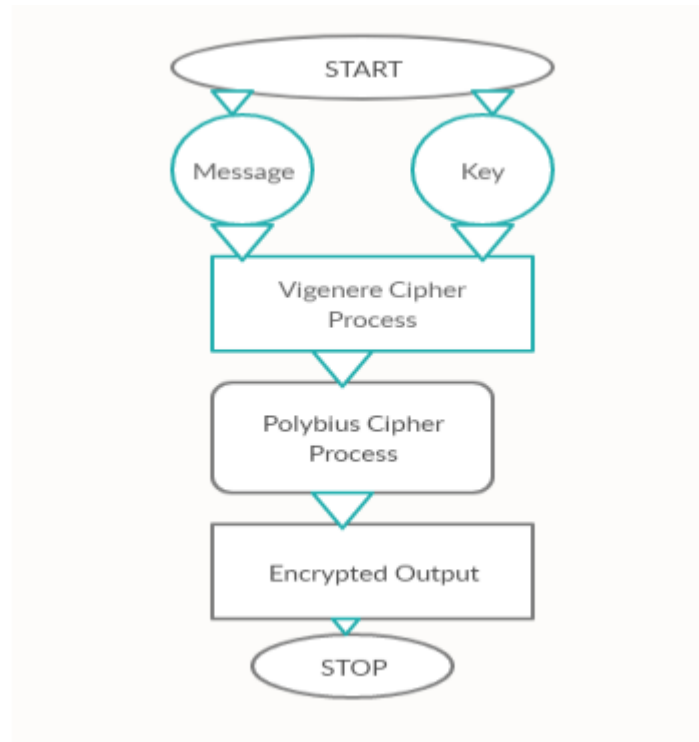 START
Message
Key
Vigenere Cipher
Process
Polybius Cipher
Process
Encrypted Output
STOP